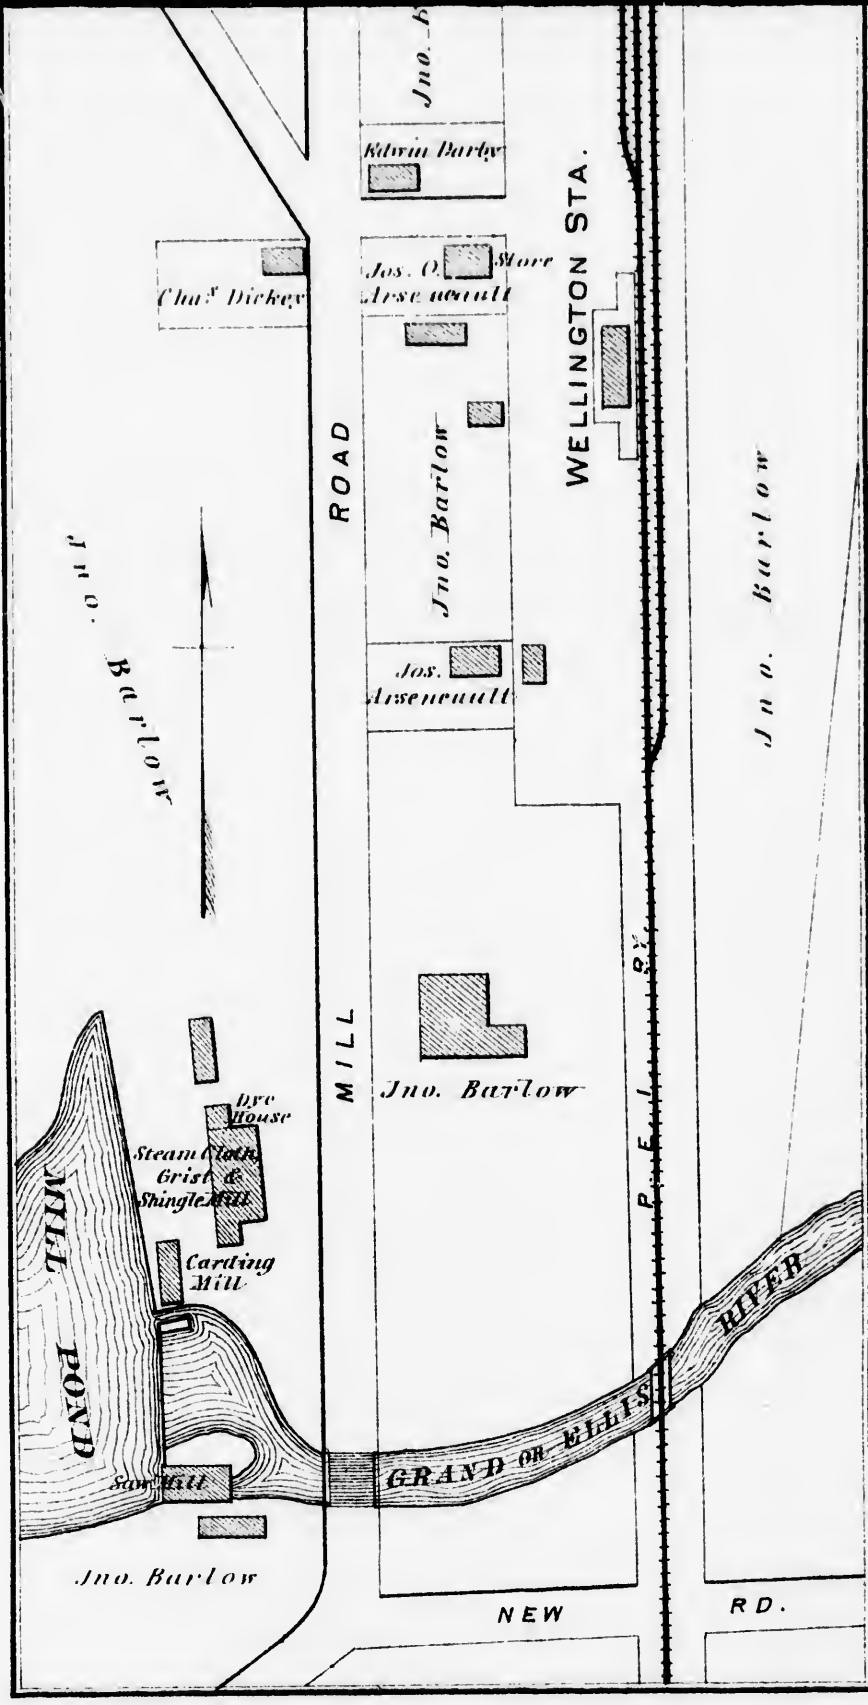 Jno.
Edwin Darby
WELLINGTON STA.
Chas. Dickey
Jos. O.
Arseneault
Store
Jno. Barlow
Jno. Barlow
Jno. Barlow
MILL ROAD
Jos.
Arseneault
P. E. I. RY.
Jno. Barlow
Dye
House
Steam Cloth,
Grist &
Shingle Mill
Carding
Mill
MILL POND
Saw Mill
GRAND OR ELLIS RIVER
Jno. Barlow
NEW RD.